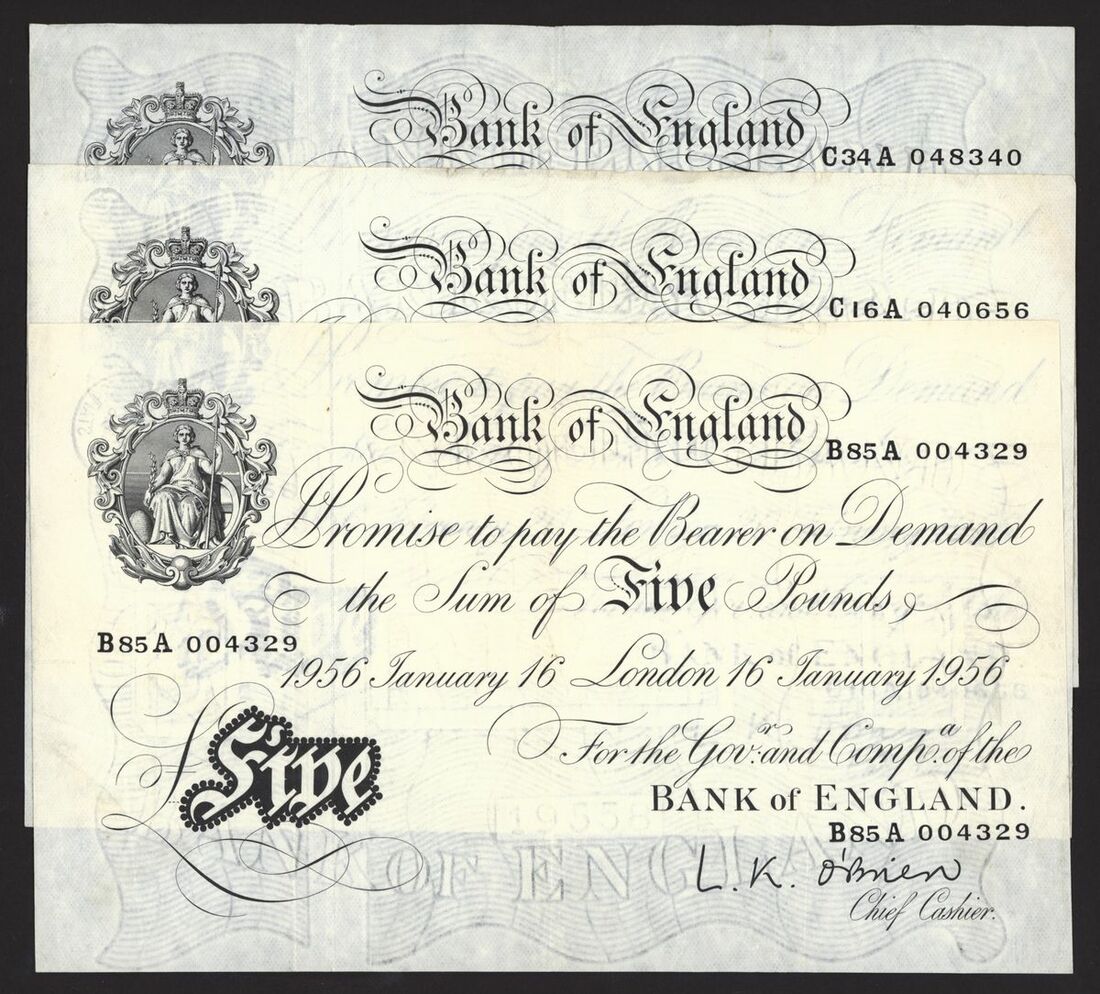 Bank of England
C34A 048340
Bank of England
C16A 040656
Bank of England
B85A 004329
I Promise to pay the Bearer on Demand
the Sum of Five Pounds
B85A 004329
1956 January 16 London 16 January 1956
£Five
For the Govr. and Compa. of the
BANK of ENGLAND.
B85A 004329
L.K. O'Brien
Chief Cashier.
OF ENGLA